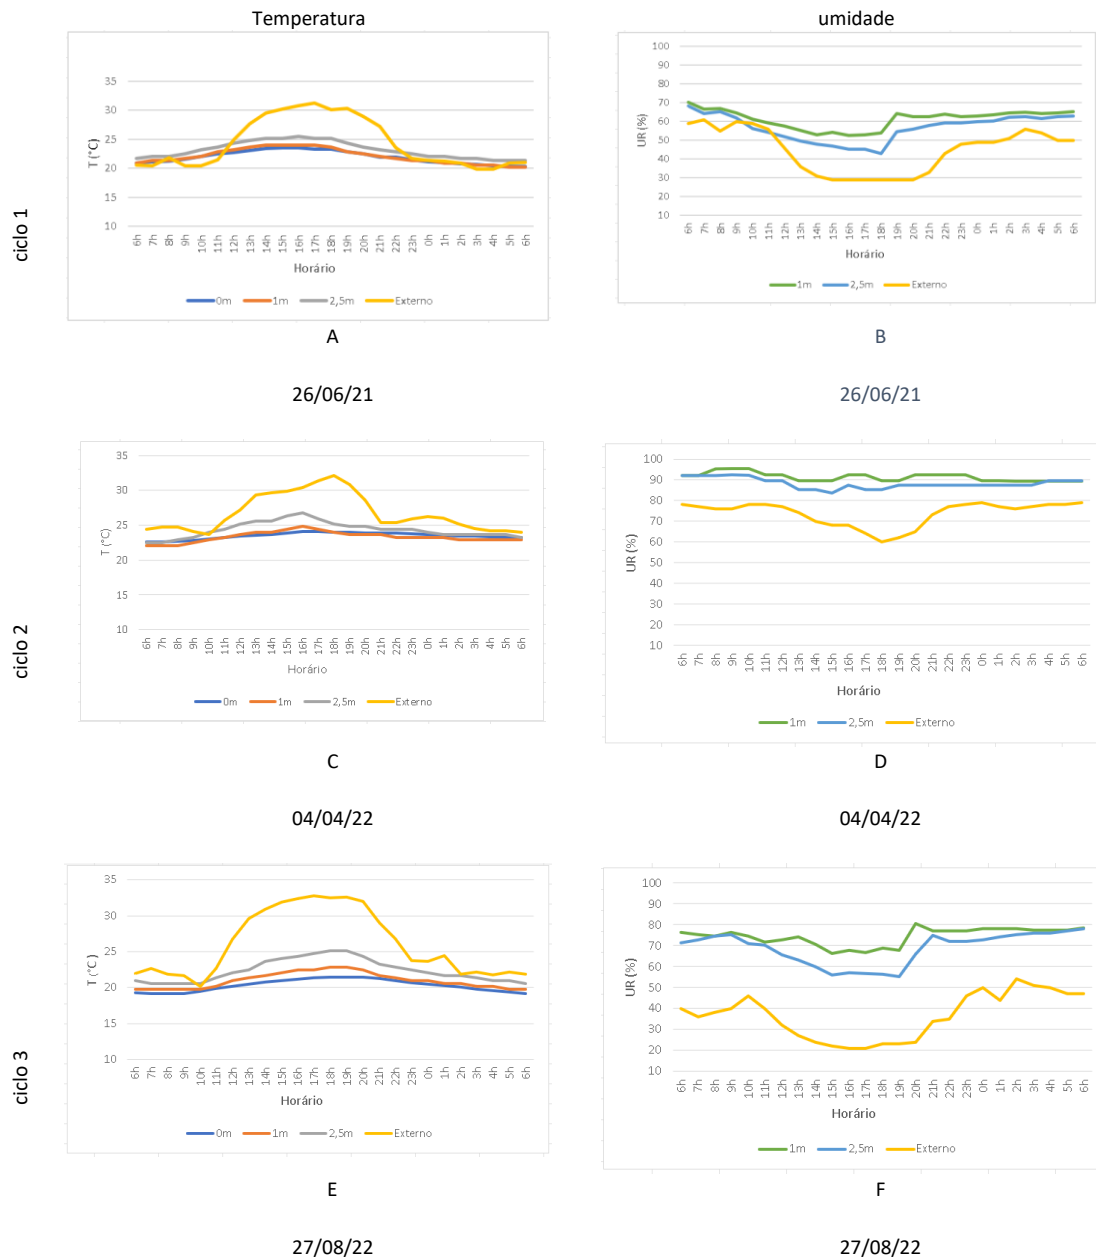 Temperatura
umidade
ciclo 1
35
30
25
20
15
10
T (°C)
6h 7h 8h 9h 10h 11h 12h 13h 14h 15h 16h 17h 18h 19h 20h 21h 22h 23h 0h 1h 2h 3h 4h 5h 6h
Horário
0m 1m 2,5m Externo
A
26/06/21
100
90
80
70
60
50
40
30
20
10
UR (%)
6h 7h 8h 9h 10h 11h 12h 13h 14h 15h 16h 17h 18h 19h 20h 21h 22h 23h 0h 1h 2h 3h 4h 5h 6h
Horário
1m 2,5m Externo
B
26/06/21
ciclo 2
35
30
25
20
15
10
T (°C)
6h 7h 8h 9h 10h 11h 12h 13h 14h 15h 16h 17h 18h 19h 20h 21h 22h 23h 0h 1h 2h 3h 4h 5h 6h
Horário
0m 1m 2,5m Externo
C
04/04/22
100
90
80
70
60
50
40
30
20
10
UR (%)
6h 7h 8h 9h 10h 11h 12h 13h 14h 15h 16h 17h 18h 19h 20h 21h 22h 23h 0h 1h 2h 3h 4h 5h 6h
Horário
1m 2,5m Externo
D
04/04/22
ciclo 3
35
30
25
20
15
10
T (°C)
6h 7h 8h 9h 10h 11h 12h 13h 14h 15h 16h 17h 18h 19h 20h 21h 22h 23h 0h 1h 2h 3h 4h 5h 6h
Horário
0m 1m 2,5m Externo
E
27/08/22
100
90
80
70
60
50
40
30
20
10
UR (%)
6h 7h 8h 9h 10h 11h 12h 13h 14h 15h 16h 17h 18h 19h 20h 21h 22h 23h 0h 1h 2h 3h 4h 5h 6h
Horário
1m 2,5m Externo
F
27/08/22